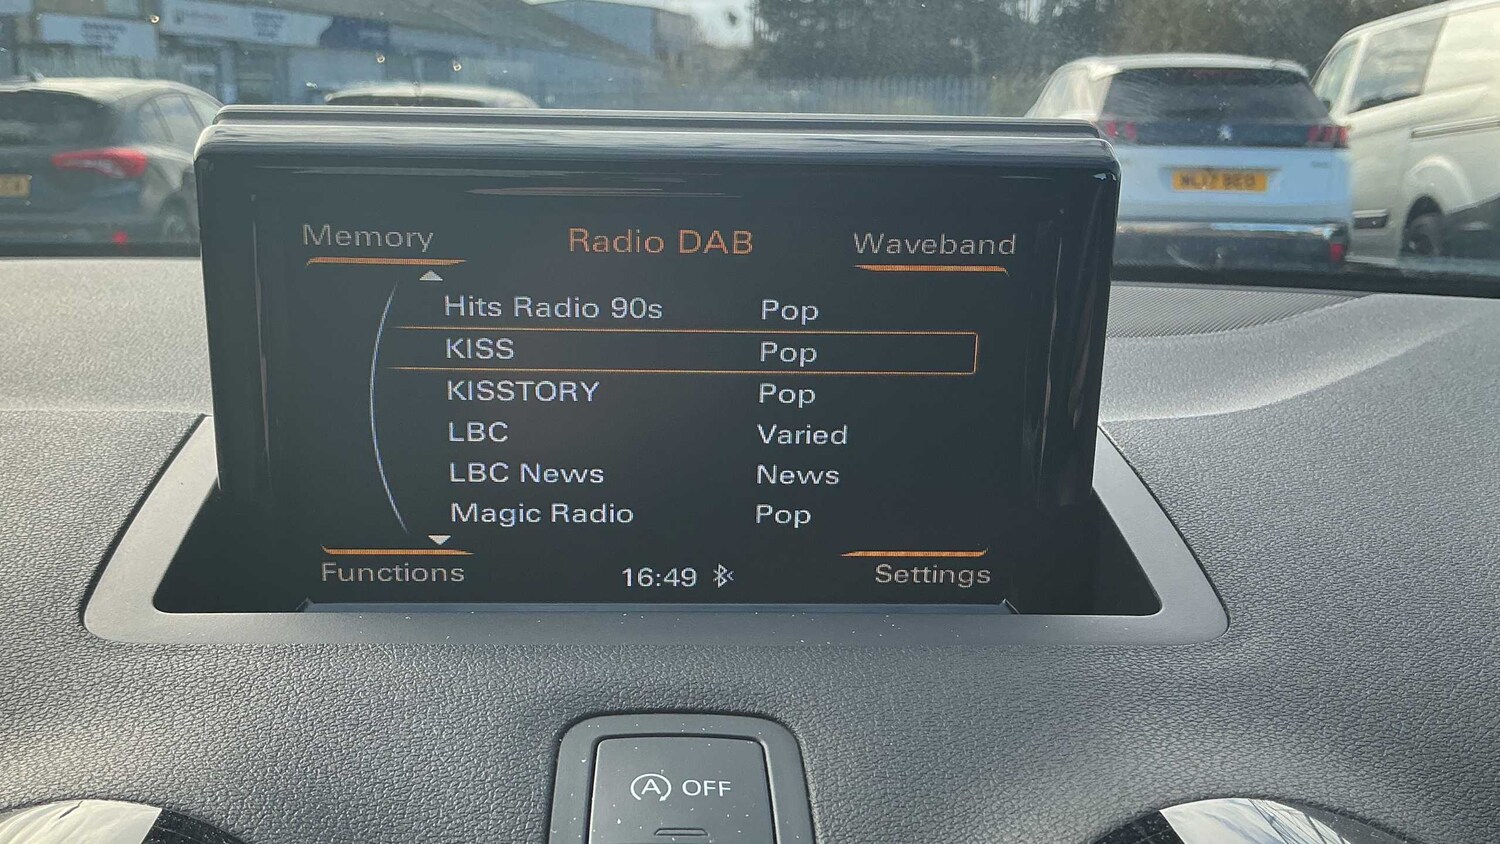 Memory Radio DAB Waveband
Hits Radio 90s Pop
KISS Pop
KISSTORY Pop
LBC Varied
LBC News News
Magic Radio Pop
Functions 16:49 Settings
A OFF